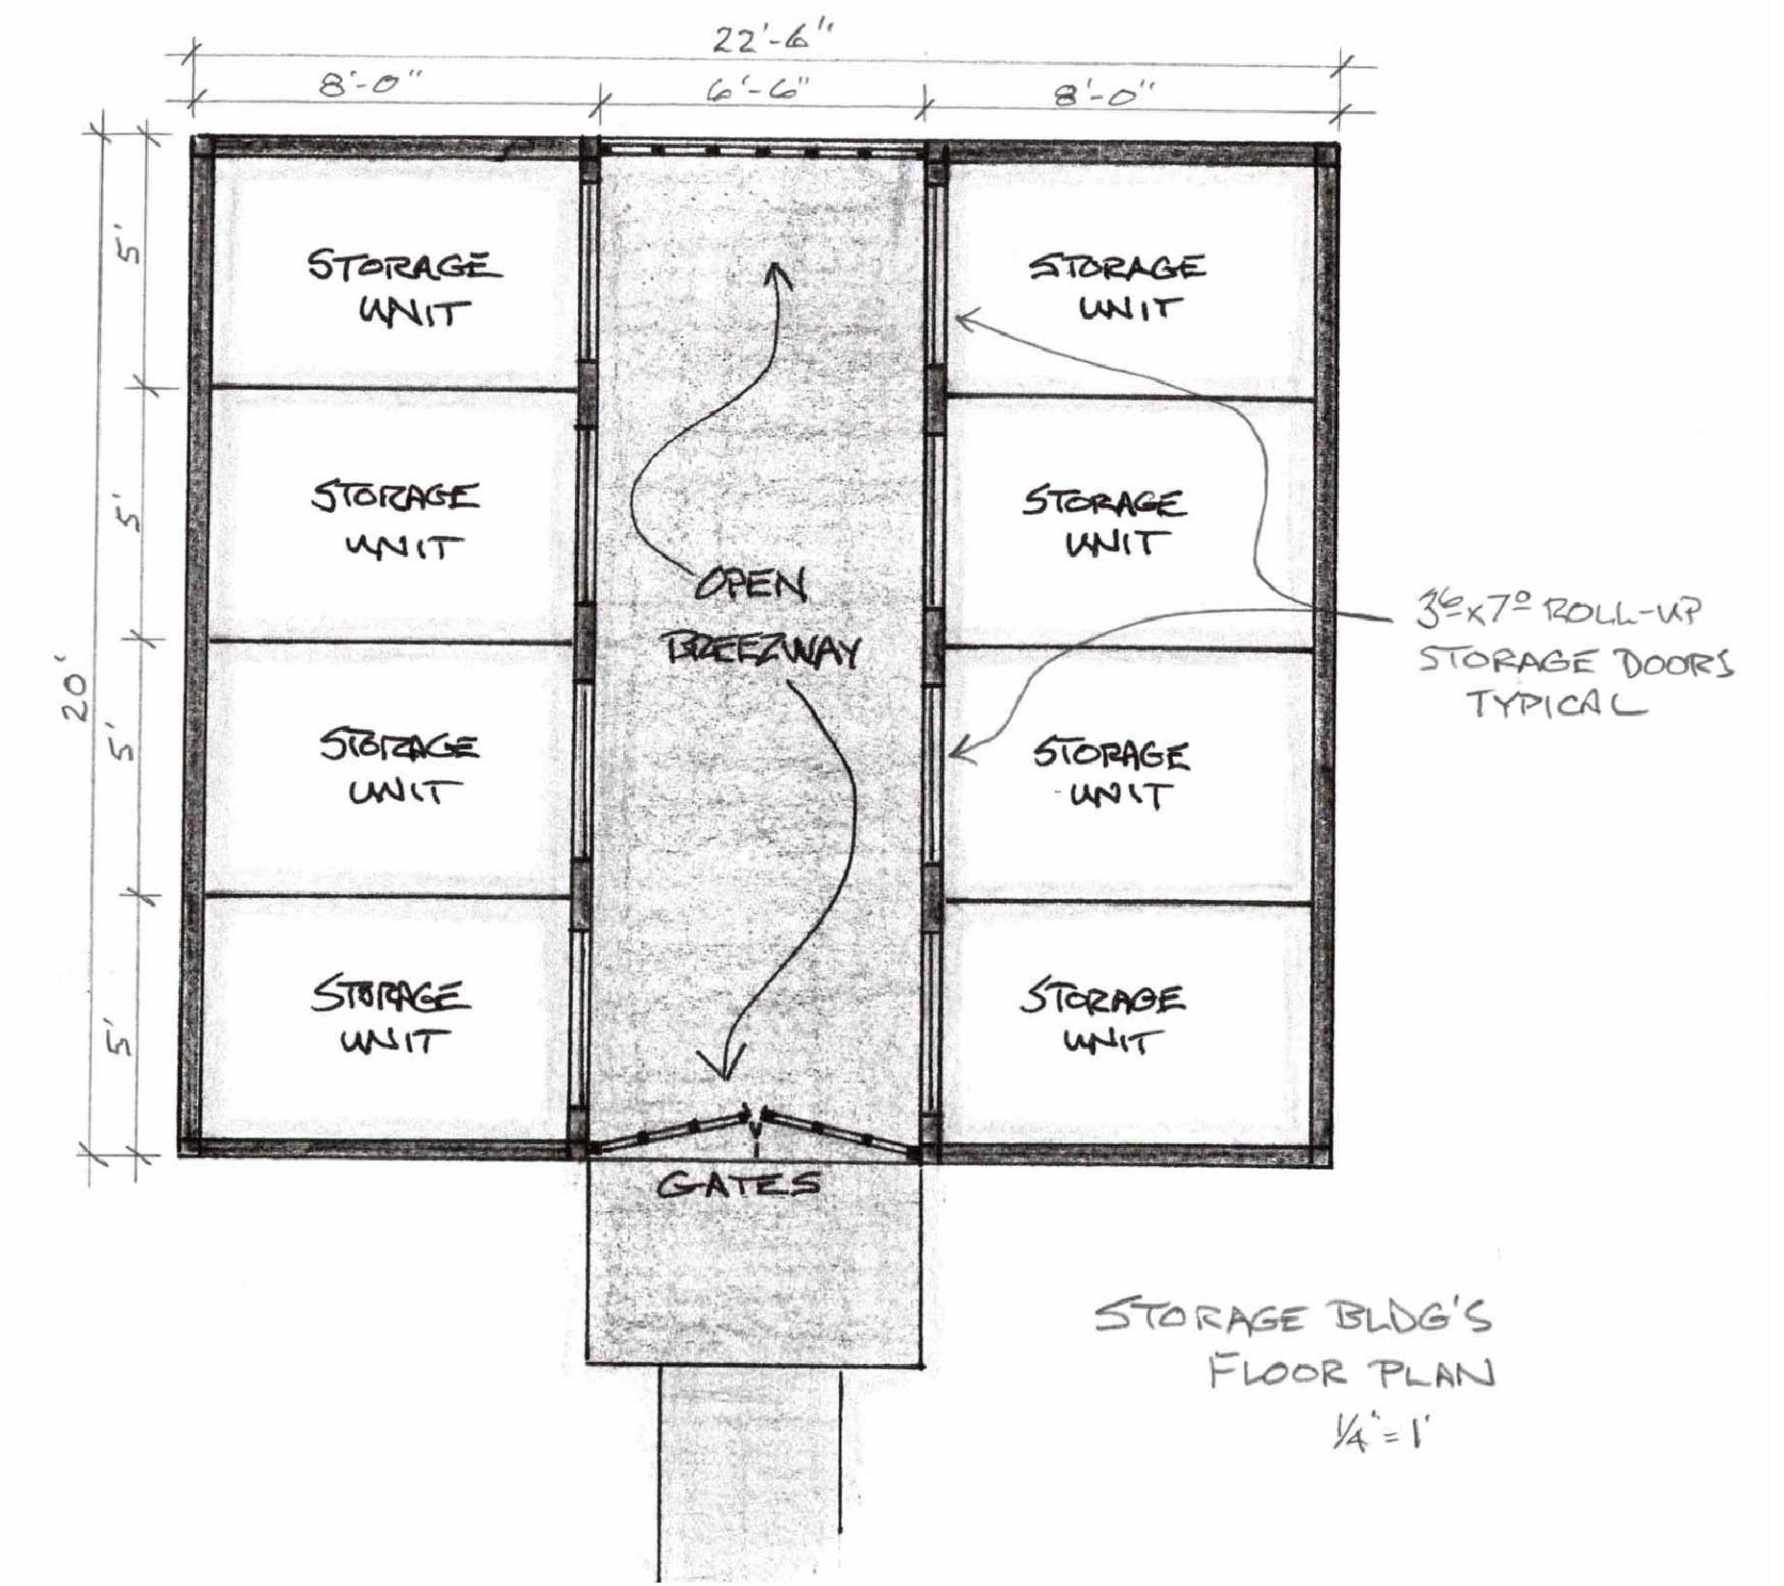 22'-6"
8'-0"
6'-6"
8'-0"
20'
5'
5'
5'
5'
STORAGE
UNIT
STORAGE
UNIT
STORAGE
UNIT
STORAGE
UNIT
OPEN
BREEZWAY
GATES
STORAGE
UNIT
STORAGE
UNIT
STORAGE
UNIT
STORAGE
UNIT
3⁶x7⁰ ROLL-UP
STORAGE DOORS
TYPICAL
STORAGE BLDG'S
FLOOR PLAN
1/4" = 1'